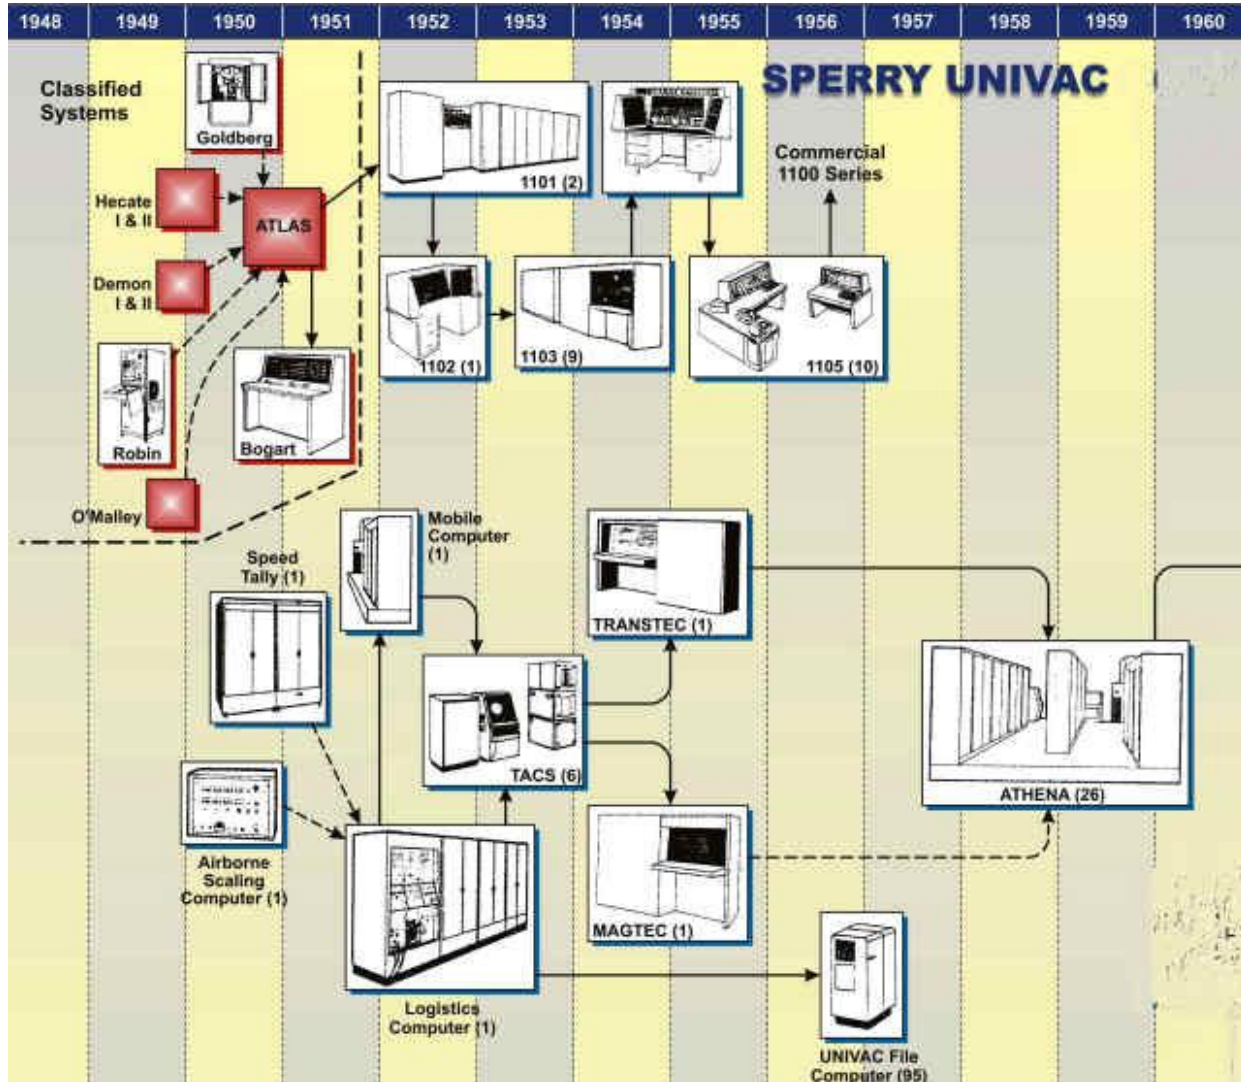 1948 1949 1950 1951 1952 1953 1954 1955 1956 1957 1958 1959 1960
SPERRY UNIVAC
Classified
Systems
Goldberg
Hecate
I & II
ATLAS
Demon
I & II
Robin
Bogart
O'Malley
1101 (2)
1102 (1)
1103 (9)
1105 (10)
Commercial
1100 Series
Mobile
Computer
(1)
Speed
Tally (1)
TRANSTEC (1)
TACS (6)
ATHENA (26)
Airborne
Scaling
Computer (1)
MAGTEC (1)
Logistics
Computer (1)
UNIVAC File
Computer (95)